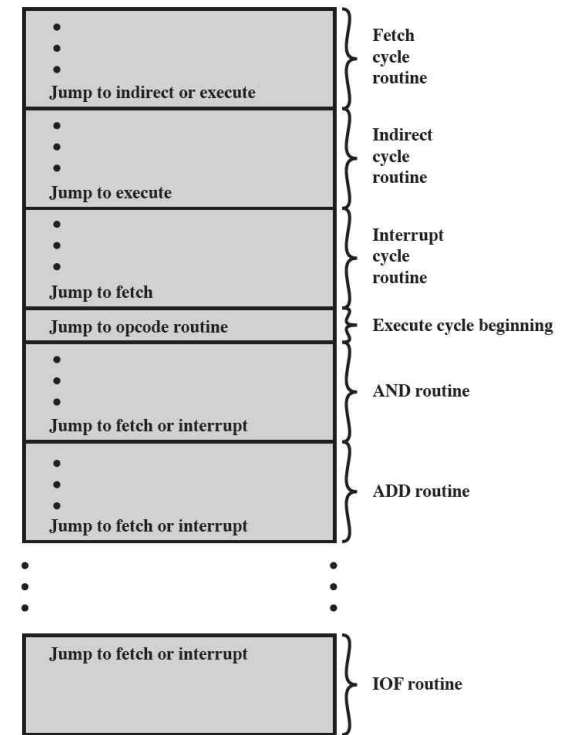 Fetch
cycle
routine
Jump to indirect or execute
Indirect
cycle
routine
Jump to execute
Interrupt
cycle
routine
Jump to fetch
Jump to opcode routine
Execute cycle beginning
AND routine
Jump to fetch or interrupt
ADD routine
Jump to fetch or interrupt
Jump to fetch or interrupt
IOF routine